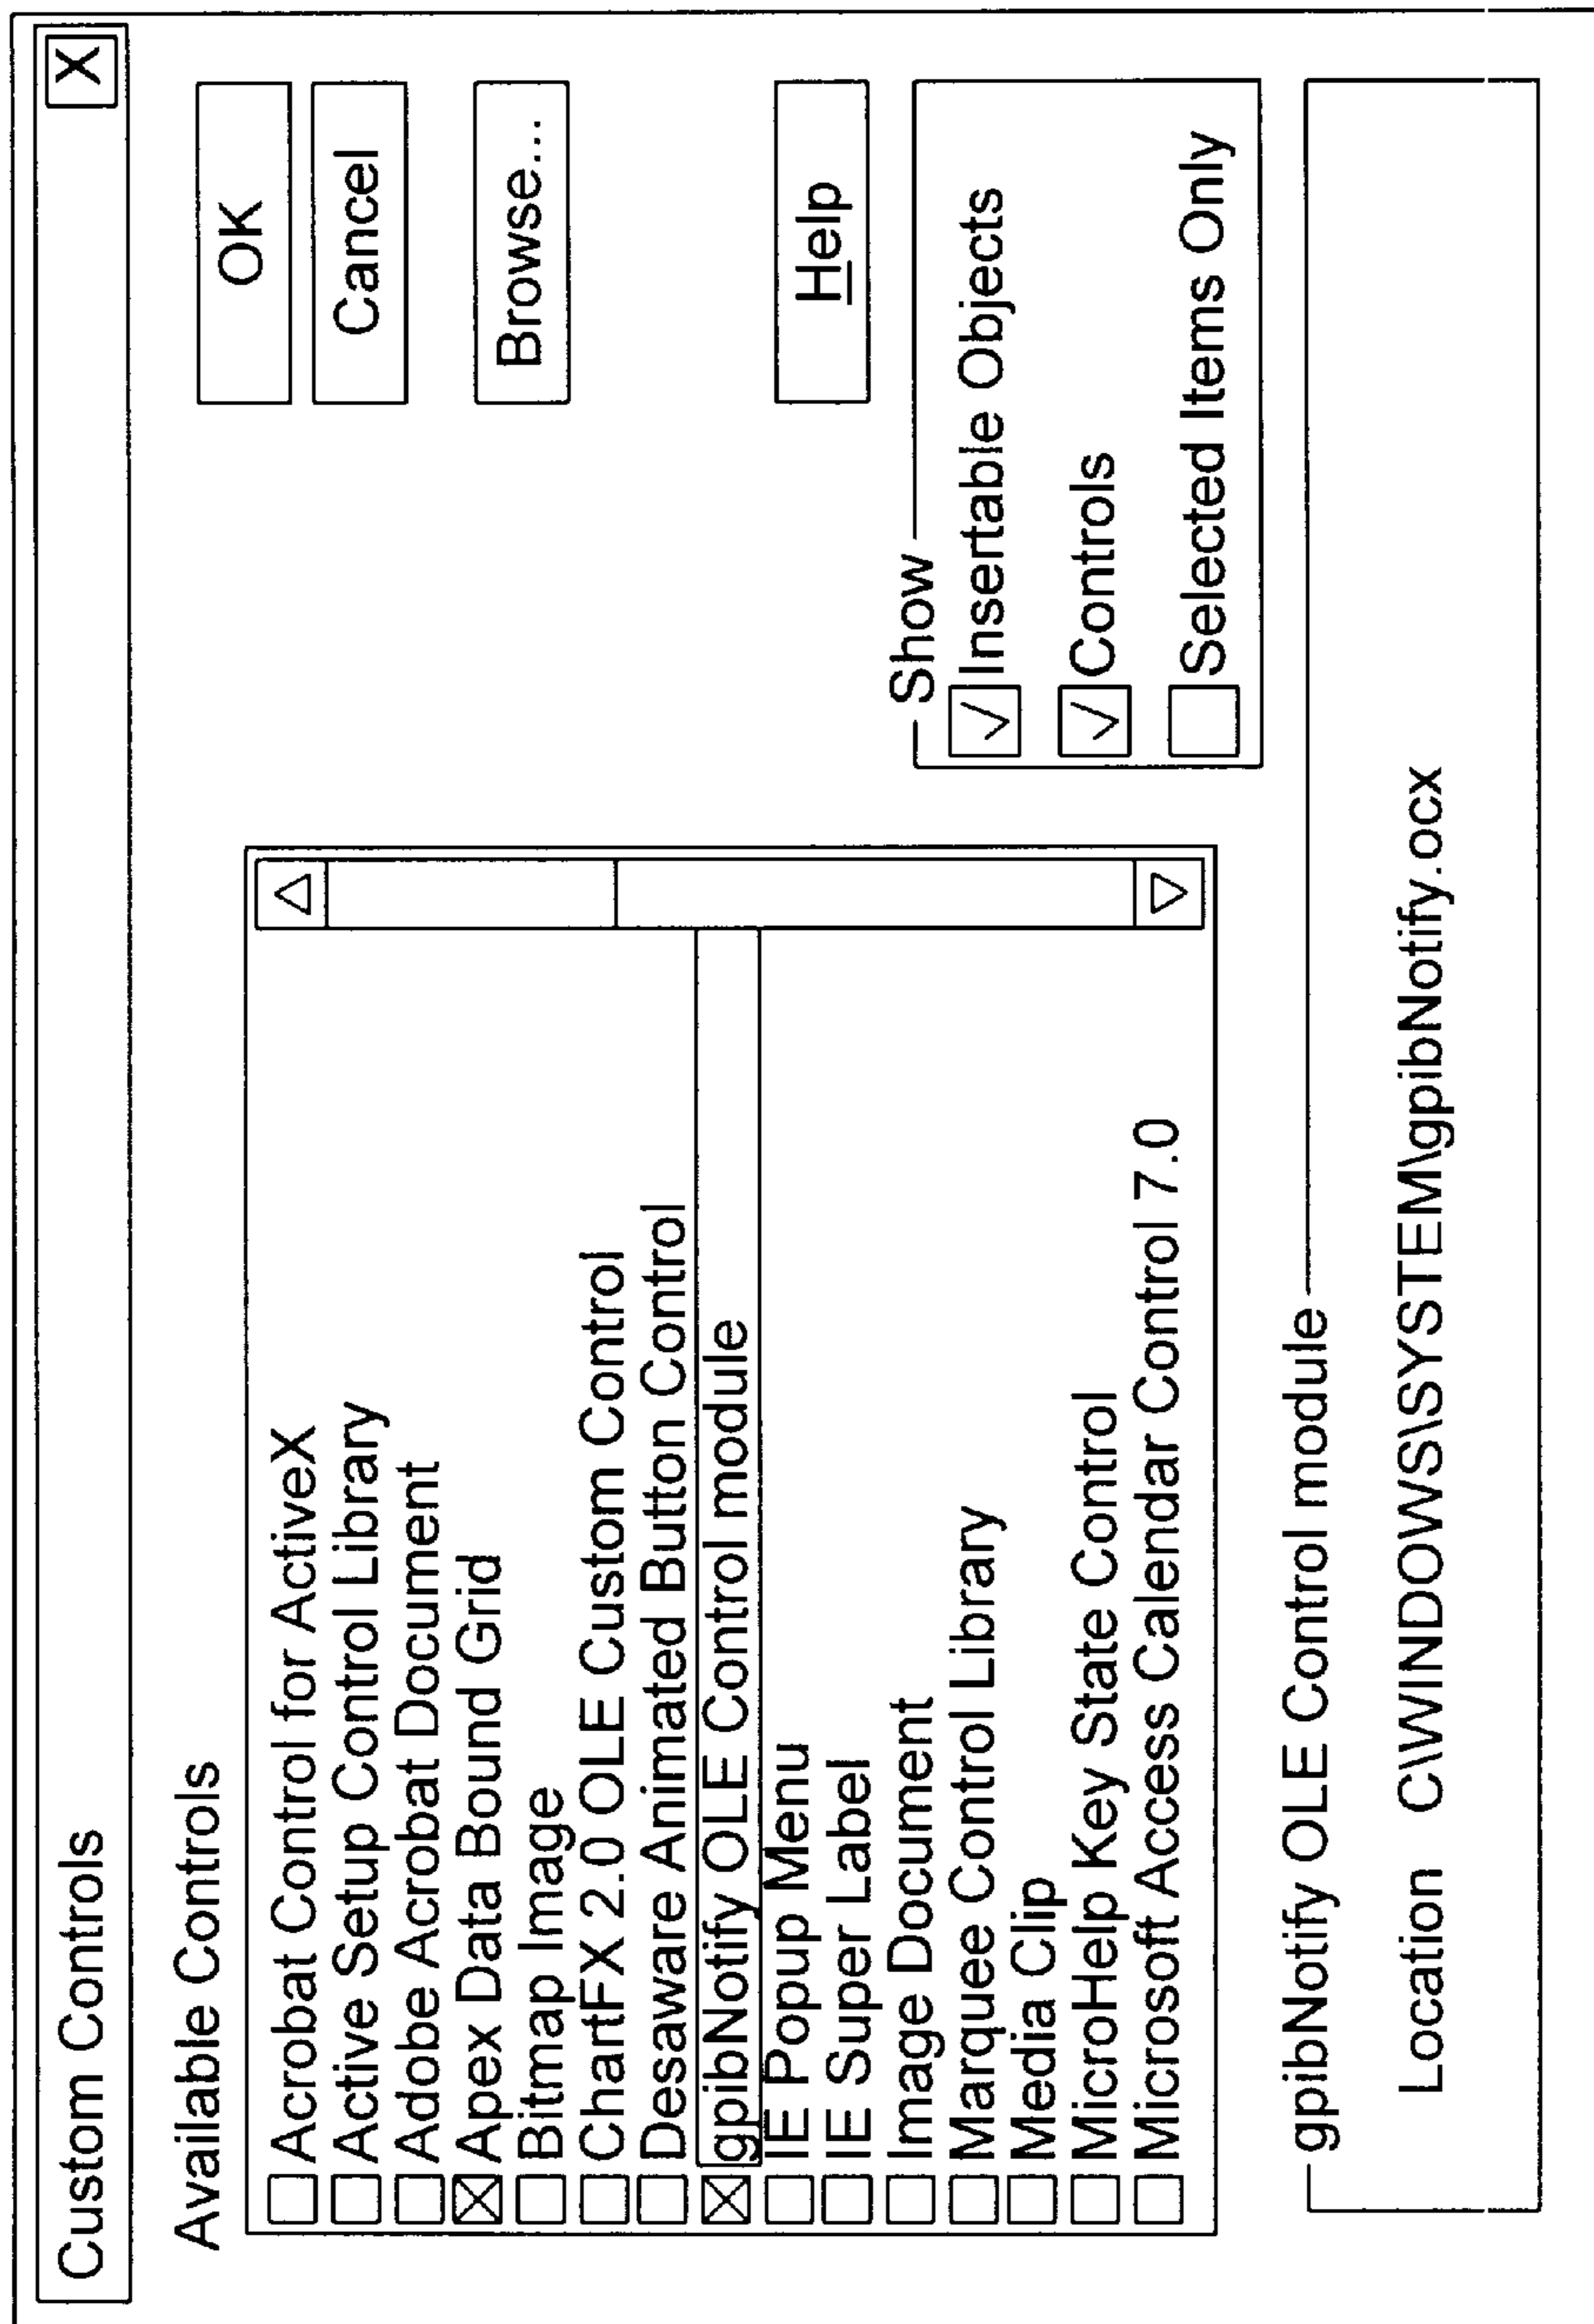 Custom Controls X
Available Controls
Acrobat Control for ActiveX
Active Setup Control Library
Adobe Acrobat Document
Apex Data Bound Grid
Bitmap Image
ChartFX 2.0 OLE Custom Control
Desaware Animated Button Control
gpibNotify OLE Control module
IE Popup Menu
IE Super Label
Image Document
Marquee Control Library
Media Clip
MicroHelp Key State Control
Microsoft Access Calendar Control 7.0
OK
Cancel
Browse...
Help
Show
Insertable Objects
Controls
Selected Items Only
gpibNotify OLE Control module
Location C\WINDOWS\SYSTEM\gpibNotify.ocx